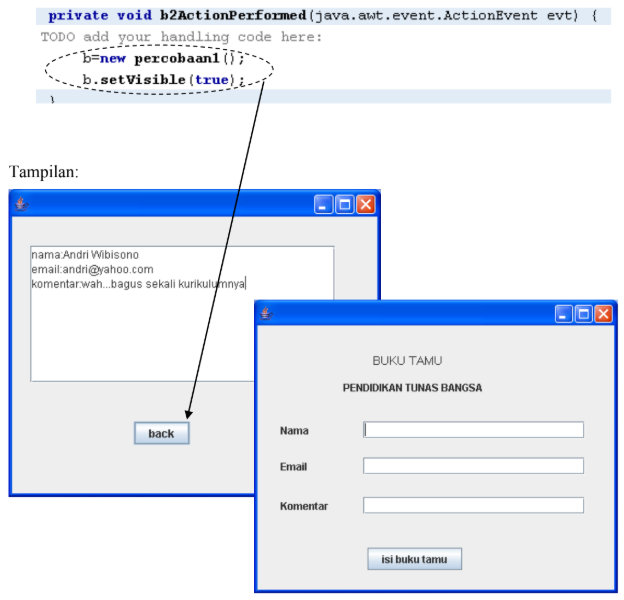 private void b2ActionPerformed(java.awt.event.ActionEvent evt) {
TODO add your handling code here:
b=new percobaan1();
b.setVisible(true);
}
Tampilan:
nama:Andri Wibisono
email:andri@yahoo.com
komentar:wah...bagus sekali kurikulumnya
back
BUKU TAMU
PENDIDIKAN TUNAS BANGSA
Nama
Email
Komentar
isi buku tamu